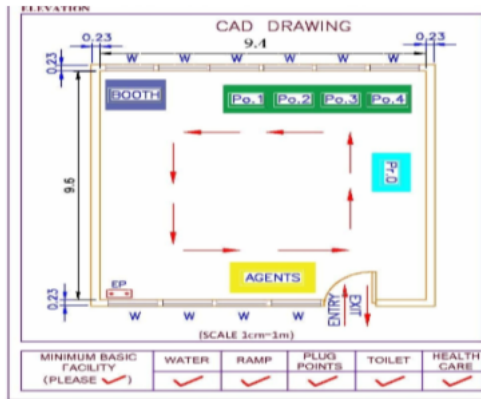 ELEVATION
CAD DRAWING
0.23 9.4 0.23
W W W W W W
0.23
BOOTH Po.1 Po.2 Po.3 Po.4
Pr.O
9.6
AGENTS
EP
0.23
W W W W
ENTRY EXIT
(SCALE 1cm=1m)
MINIMUM BASIC FACILITY (PLEASE ✓) WATER RAMP PLUG POINTS TOILET HEALTH CARE
✓ ✓ ✓ ✓ ✓